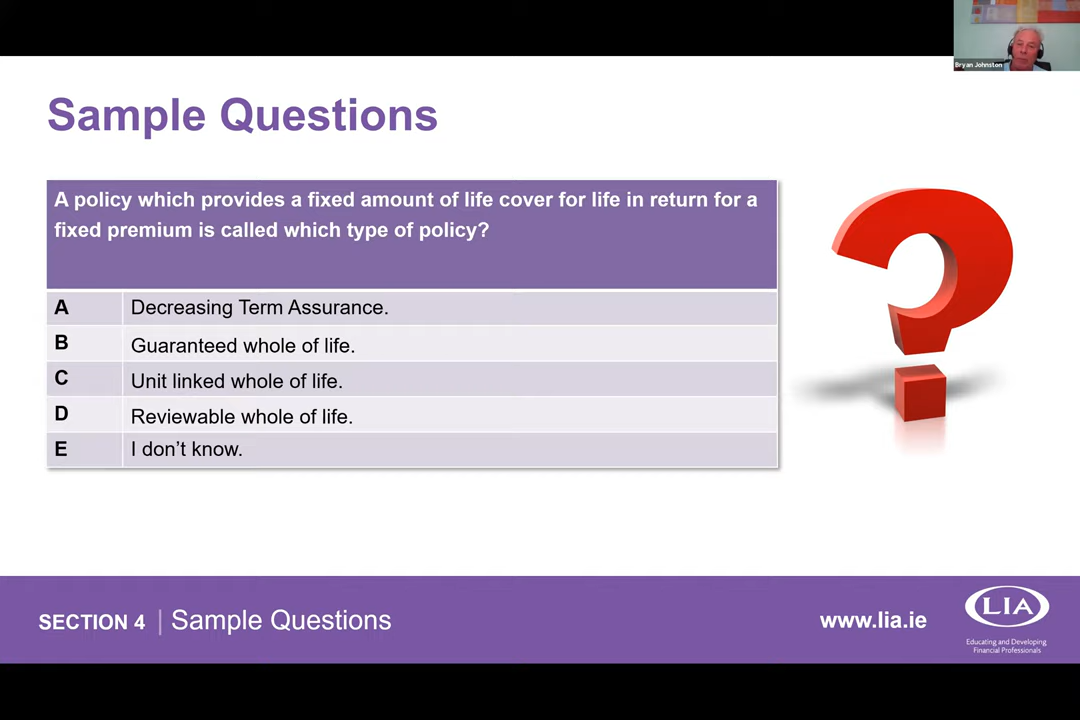 Bryan Johnston
Sample Questions
A policy which provides a fixed amount of life cover for life in return for a
fixed premium is called which type of policy?
A Decreasing Term Assurance.
B Guaranteed whole of life.
C Unit linked whole of life.
D Reviewable whole of life.
E I don’t know.
SECTION 4 | Sample Questions
www.lia.ie
LIA
Educating and Developing
Financial Professionals